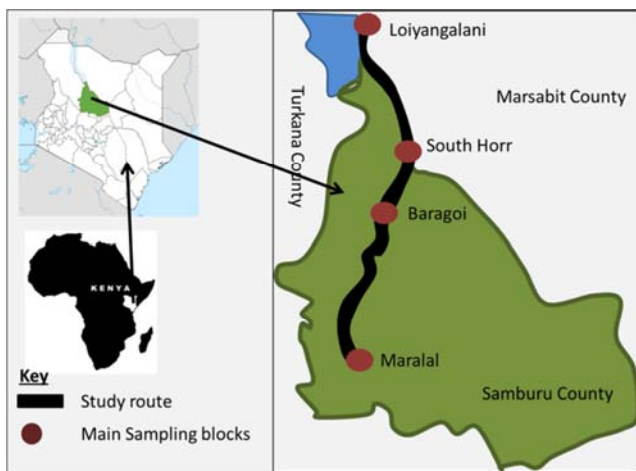 Loiyangalani
Marsabit County
Turkana County
South Horr
Baragoi
KENYA
Maralal
Samburu County
Key
Study route
Main Sampling blocks